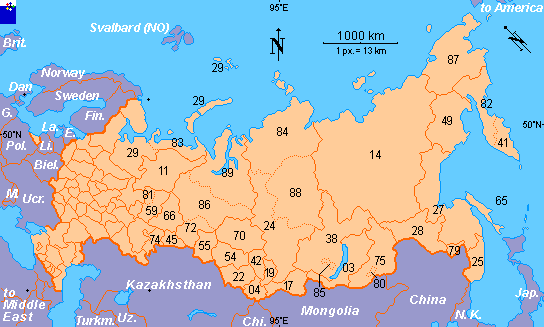 95°E
to America
Svalbard (NO)
Brit.
1000 km
1 px. = 13 km
N
N
87
29
Norway
Dan
Sweden
29
82
G.
Fin.
49
50°N
La.
E.
84
50°N
83
41
Pol.
Li.
29
14
Biel.
11
89
M.
Ucr.
81
86
88
65
59
66
27
72
70
24
28
74
45
55
38
54
42
79
75
25
to
Middle
East
Kazakhsthan
22
19
03
04
17
85
80
Mongolia
China
Jap.
Turkm.
Uz.
Chi.
95°E
N. K.